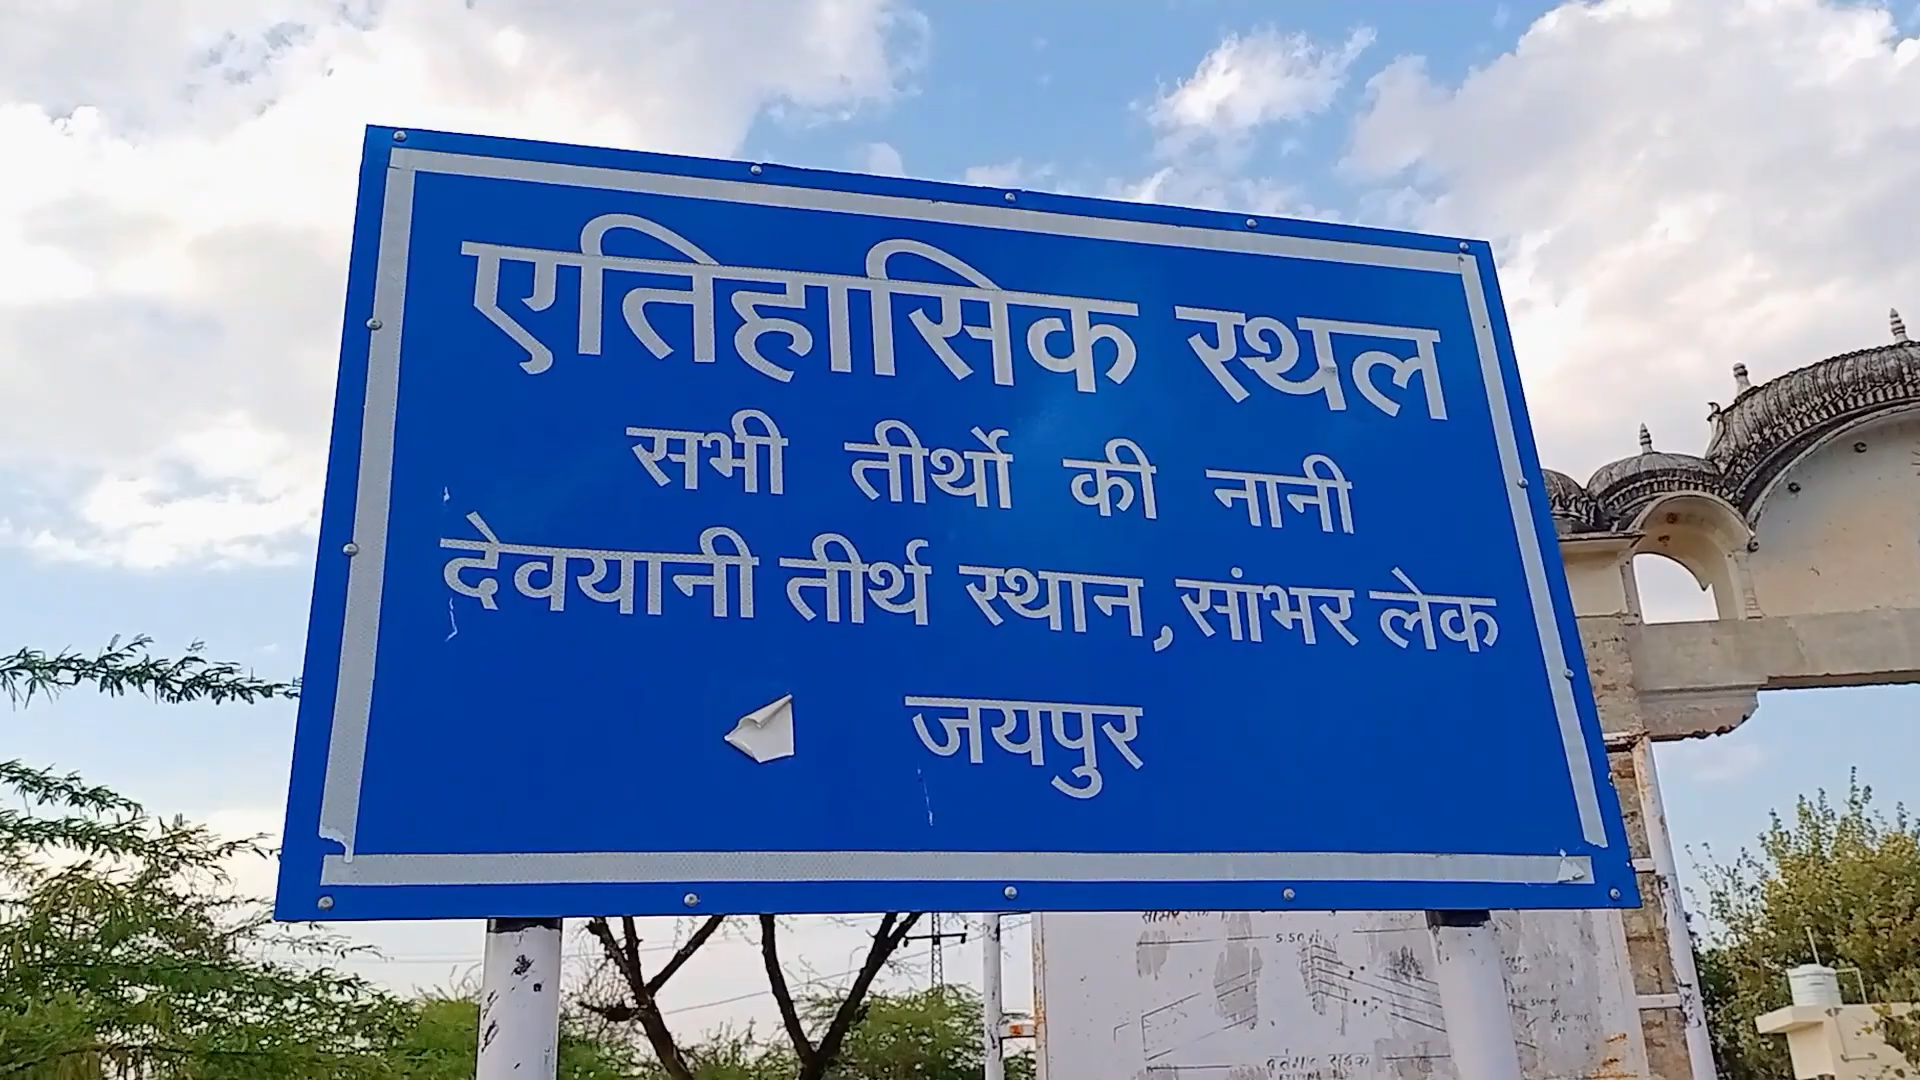 एतिहासिक स्थल
सभी तीर्थो की नानी
देवयानी तीर्थ स्थान, सांभर लेक
जयपुर